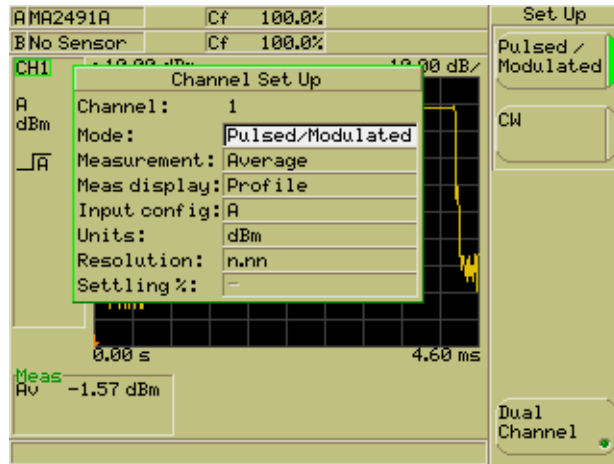 A MA2491A Cf 100.0% Set Up
B No Sensor Cf 100.0%
Pulsed /
Modulated
CH1 10.00 dB/
Channel Set Up
A
dBm
A
Channel: 1
Mode: Pulsed/Modulated
Measurement: Average
Meas display: Profile
Input config: A
Units: dBm
Resolution: n.nn
Settling %: -
CW
0.00 s 4.60 ms
Meas
Av -1.57 dBm
Dual
Channel